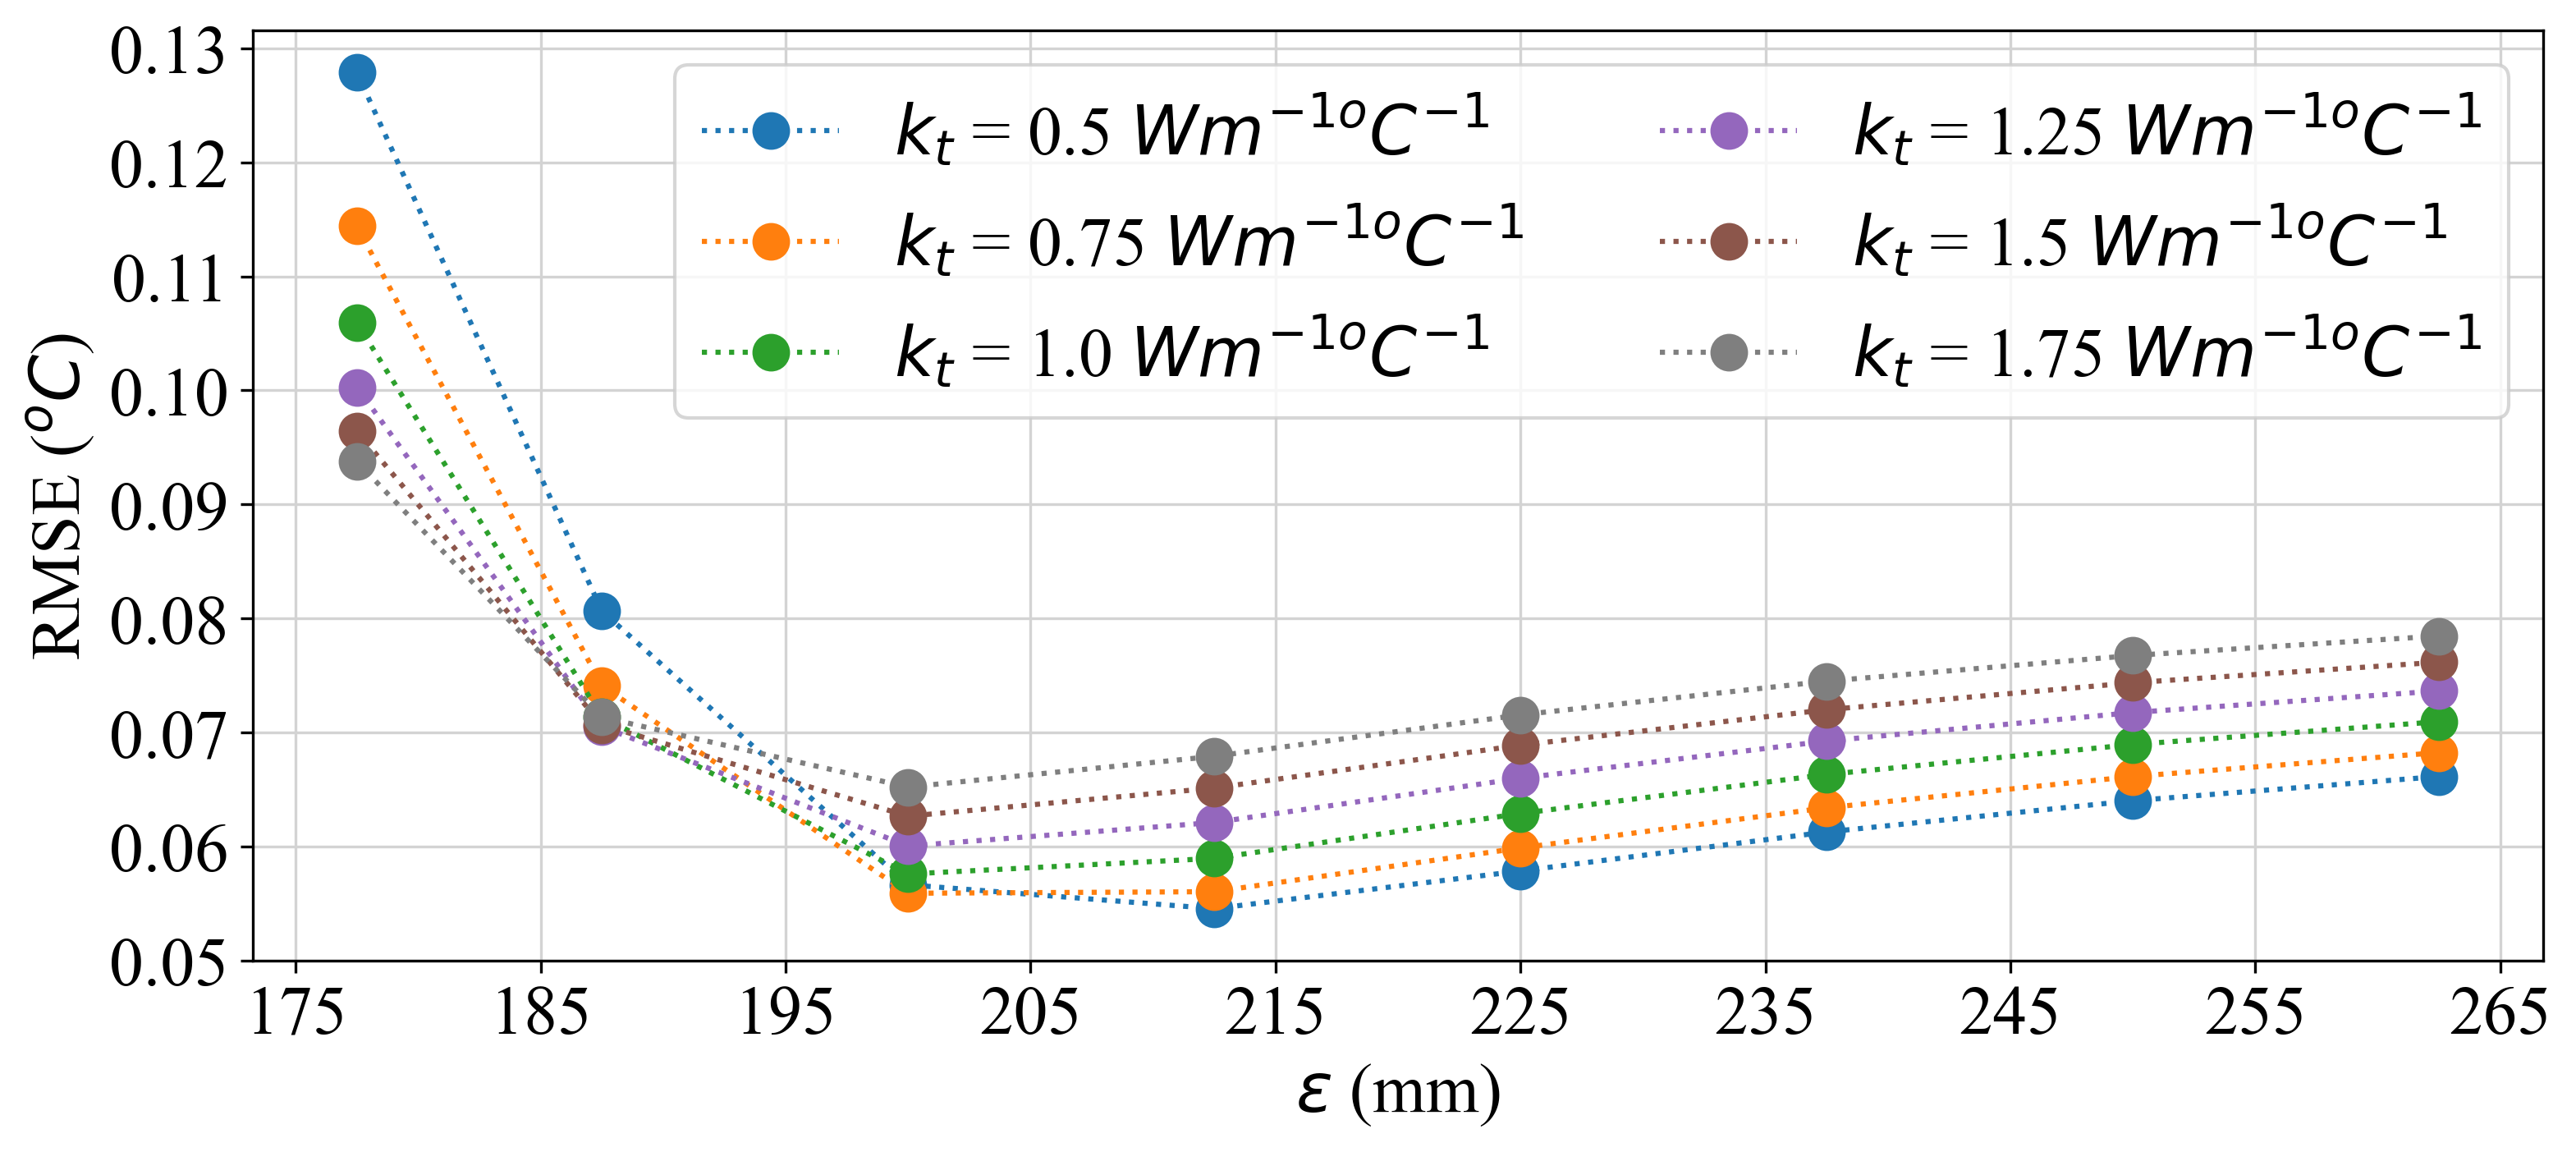 RMSE (°C)
0.13
0.12
0.11
0.10
0.09
0.08
0.07
0.06
0.05
k_t = 0.5 Wm^{-1o}C^{-1}
k_t = 0.75 Wm^{-1o}C^{-1}
k_t = 1.0 Wm^{-1o}C^{-1}
k_t = 1.25 Wm^{-1o}C^{-1}
k_t = 1.5 Wm^{-1o}C^{-1}
k_t = 1.75 Wm^{-1o}C^{-1}
175 185 195 205 215 225 235 245 255 265
ε (mm)